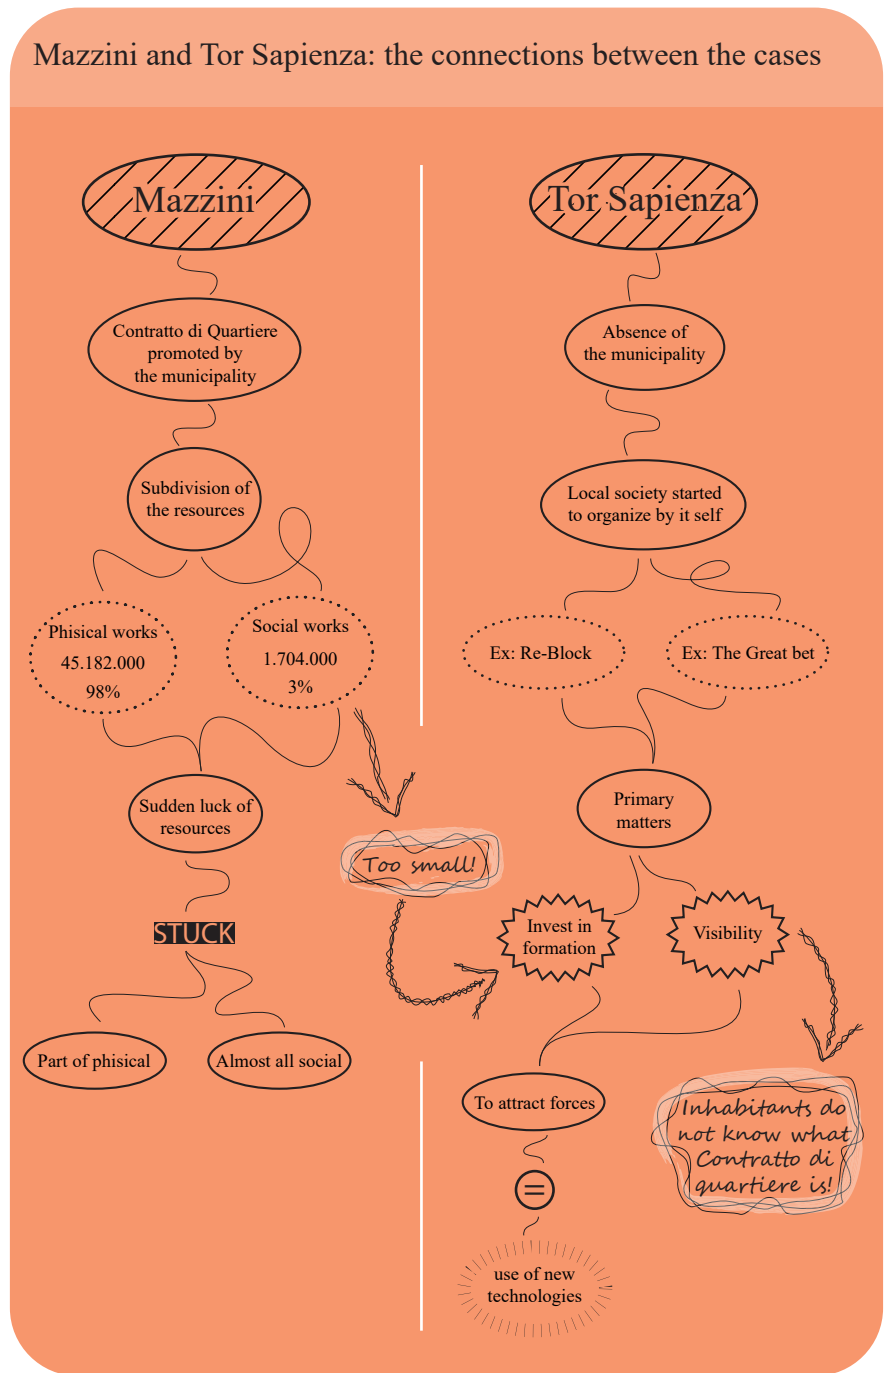 Mazzini and Tor Sapienza: the connections between the cases
Mazzini
Contratto di Quartiere
promoted by
the municipality
Subdivision of
the resources
Phisical works
45.182.000
98%
Social works
1.704.000
3%
Sudden luck of
resources
Too small!
STUCK
Part of phisical
Almost all social
Tor Sapienza
Absence of
the municipality
Local society started
to organize by it self
Ex: Re-Block
Ex: The Great bet
Primary
matters
Invest in
formation
Visibility
To attract forces
=
use of new
technologies
Inhabitants do
not know what
Contratto di
quartiere is!